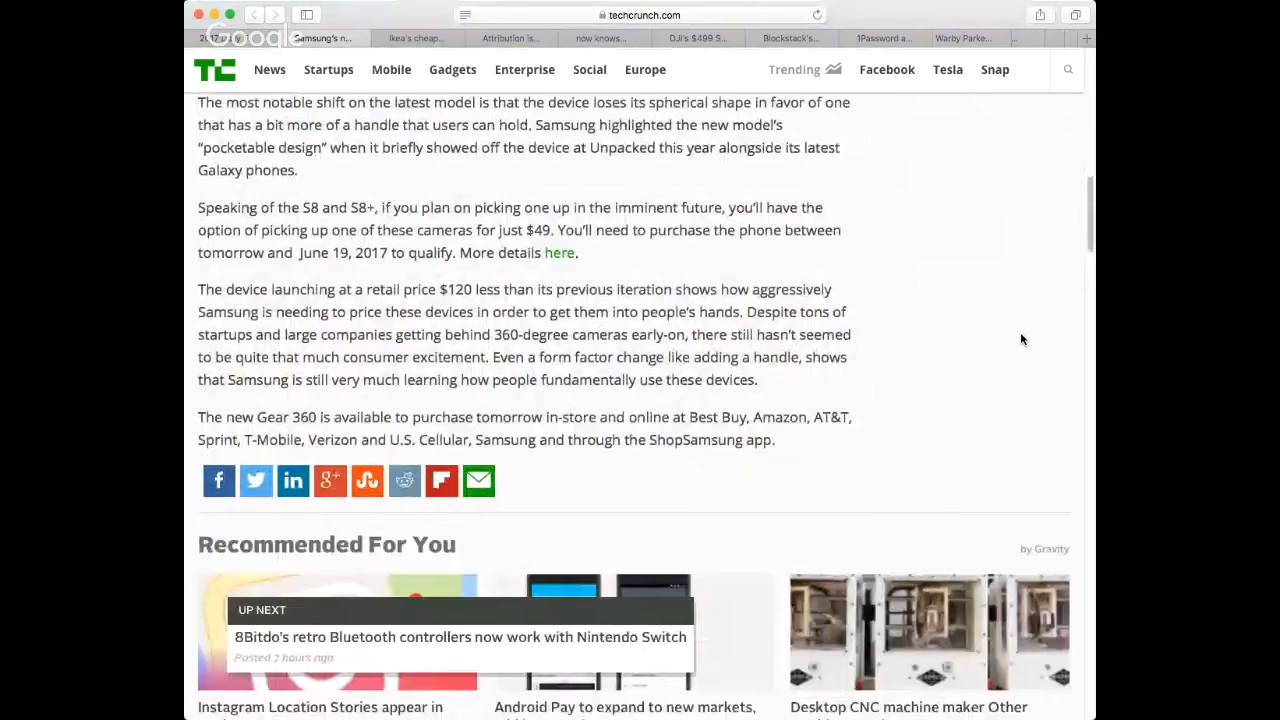 techcrunch.com
Google
Samsung's n...
Ikea's cheap...
Attribution is...
now knows...
DJI's $499 S...
Blockstack's...
1Password a...
Warby Parke...
TC
News
Startups
Mobile
Gadgets
Enterprise
Social
Europe
Trending
Facebook
Tesla
Snap
The most notable shift on the latest model is that the device loses its spherical shape in favor of one
that has a bit more of a handle that users can hold. Samsung highlighted the new model's
“pocketable design” when it briefly showed off the device at Unpacked this year alongside its latest
Galaxy phones.
Speaking of the S8 and S8+, if you plan on picking one up in the imminent future, you'll have the
option of picking up one of these cameras for just $49. You'll need to purchase the phone between
tomorrow and June 19, 2017 to qualify. More details here.
The device launching at a retail price $120 less than its previous iteration shows how aggressively
Samsung is needing to price these devices in order to get them into people's hands. Despite tons of
startups and large companies getting behind 360-degree cameras early-on, there still hasn't seemed
to be quite that much consumer excitement. Even a form factor change like adding a handle, shows
that Samsung is still very much learning how people fundamentally use these devices.
The new Gear 360 is available to purchase tomorrow in-store and online at Best Buy, Amazon, AT&T,
Sprint, T-Mobile, Verizon and U.S. Cellular, Samsung and through the ShopSamsung app.
Recommended For You
by Gravity
UP NEXT
8Bitdo's retro Bluetooth controllers now work with Nintendo Switch
Posted 7 hours ago
Instagram Location Stories appear in
Android Pay to expand to new markets,
Desktop CNC machine maker Other